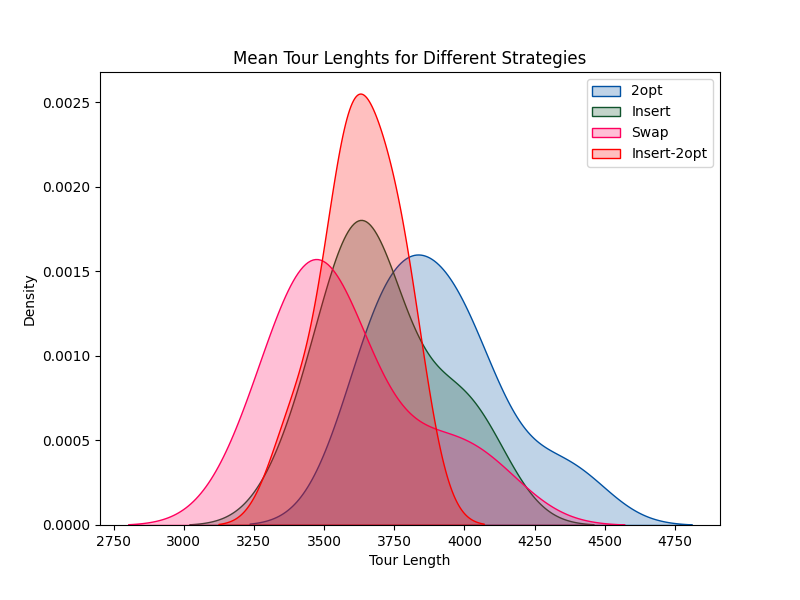 Mean Tour Lenghts for Different Strategies
2opt
Insert
Swap
Insert-2opt
Density
0.0025
0.0020
0.0015
0.0010
0.0005
0.0000
2750 3000 3250 3500 3750 4000 4250 4500 4750
Tour Length